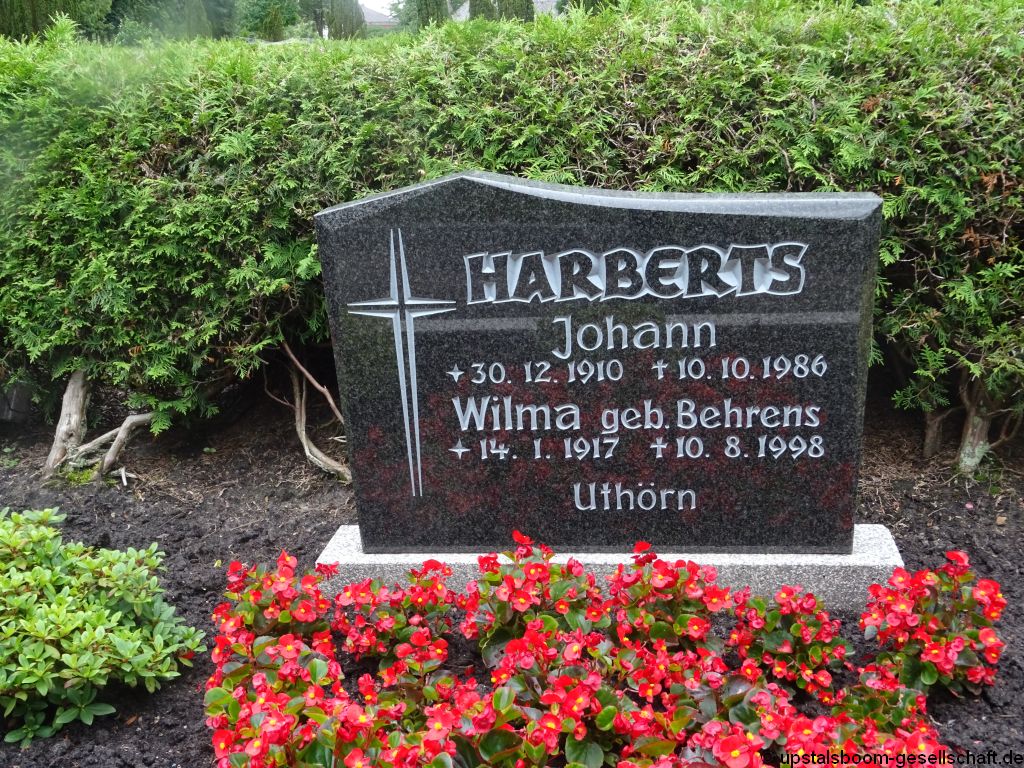 HARBERTS
Johann
✦ 30. 12. 1910 ✝ 10. 10. 1986
Wilma geb. Behrens
✦ 14. 1. 1917 ✝ 10. 8. 1998
Uthörn
© upstalsboom-gesellschaft.de